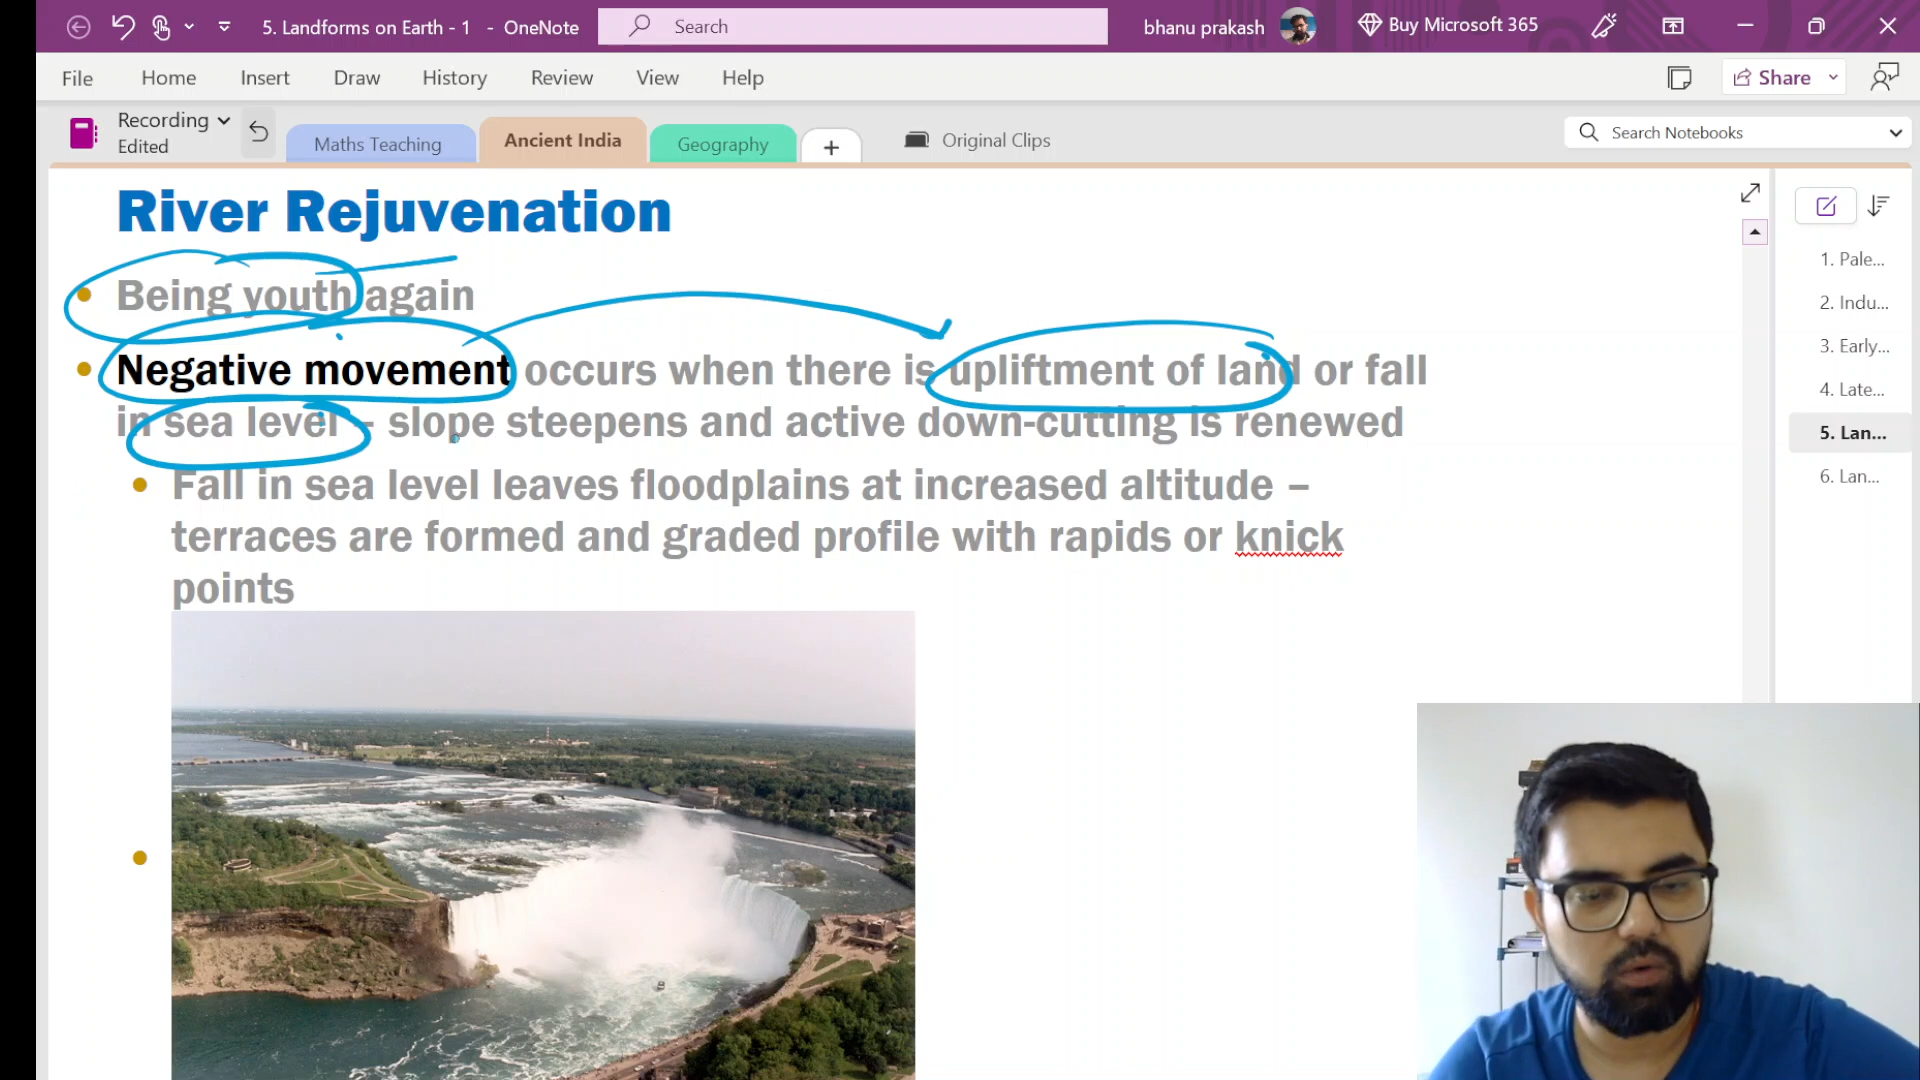 5. Landforms on Earth - 1 - OneNote
Search
bhanu prakash
Buy Microsoft 365
File Home Insert Draw History Review View Help
Share
Recording
Edited
Maths Teaching
Ancient India
Geography
+
Original Clips
Search Notebooks
River Rejuvenation
• Being youth again
• Negative movement occurs when there is upliftment of land or fall
in sea level – slope steepens and active down-cutting is renewed
• Fall in sea level leaves floodplains at increased altitude –
terraces are formed and graded profile with rapids or knick
points
1. Pale...
2. Indu...
3. Early...
4. Late...
5. Lan...
6. Lan...